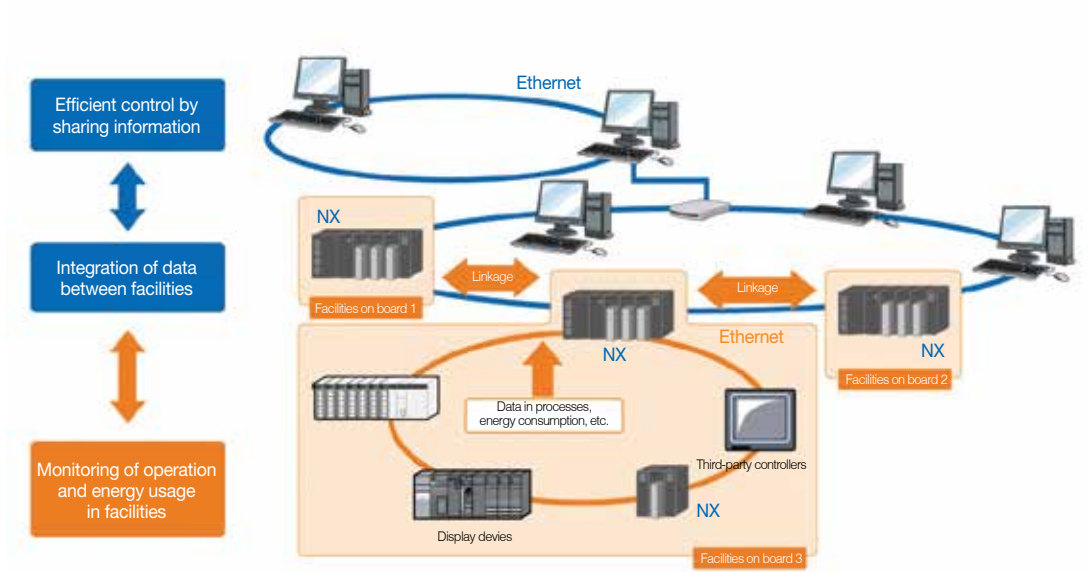 Efficient control by
sharing information
Integration of data
between facilities
Monitoring of operation
and energy usage
in facilities
Ethernet
NX
Facilities on board 1
Linkage
Linkage
NX
Ethernet
NX
Facilities on board 2
Data in processes,
energy consumption, etc.
Third-party controllers
NX
Display devies
Facilities on board 3